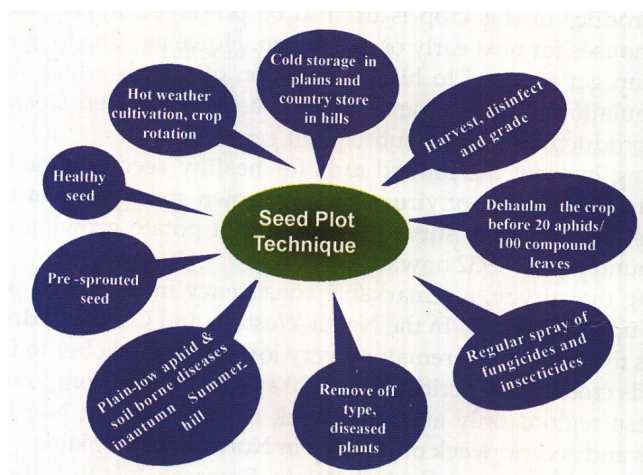 Cold storage in
plains and
country store
in hills
Hot weather
cultivation, crop
rotation
Harvest, disinfect
and grade
Healthy
seed
Seed Plot
Technique
Dehaulm the crop
before 20 aphids/
100 compound
leaves
Pre-sprouted
seed
Regular spray of
fungicides and
insecticides
Plain-low aphid &
soil borne diseases
inautumn Summer,
hill
Remove off
type, diseased
plants